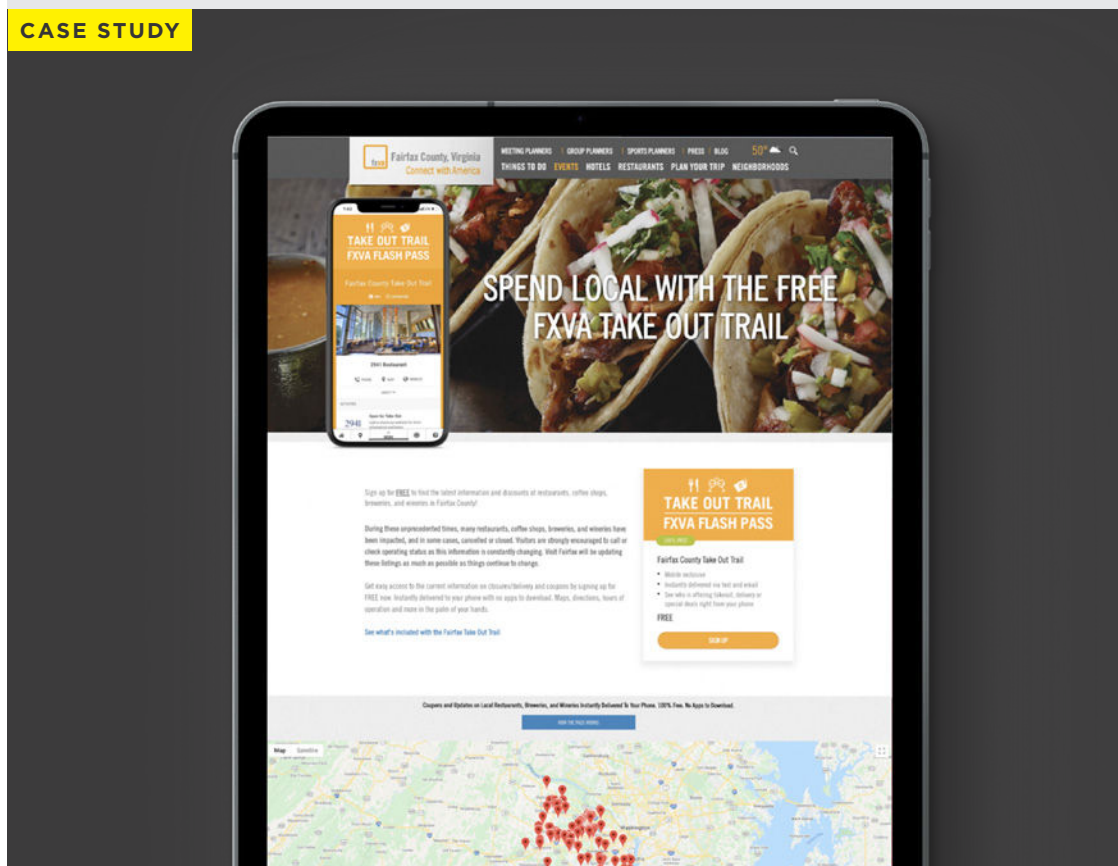 CASE STUDY
fxva
Fairfax County, Virginia
Connect with America
MEETING PLANNERS | GROUP PLANNERS | SPORTS PLANNERS | PRESS | BLOG 50°
THINGS TO DO EVENTS HOTELS RESTAURANTS PLAN YOUR TRIP NEIGHBORHOODS
TAKE OUT TRAIL
FXVA FLASH PASS
Fairfax County Take Out Trail
2941 Restaurant
PHONE MAP WEBSITE
2941
Open for Take Out
SPEND LOCAL WITH THE FREE
FXVA TAKE OUT TRAIL
Sign up for FREE to find the latest information and discounts at restaurants, coffee shops,
breweries, and wineries in Fairfax County!
During these unprecedented times, many restaurants, coffee shops, breweries, and wineries have
been impacted, and in some cases, cancelled or closed. Visitors are strongly encouraged to call or
check operating status as this information is constantly changing. Visit Fairfax will be updating
these listings as much as possible as things continue to change.
Get easy access to the current information on closures/delivery and coupons by signing up for
FREE now. Instantly delivered to your phone with no apps to download. Maps, directions, hours of
operation and more in the palm of your hands.
See what's included with the Fairfax Take Out Trail
TAKE OUT TRAIL
FXVA FLASH PASS
Fairfax County Take Out Trail
• Mobile exclusive
• Instantly delivered via text and email
• See who is offering takeout, delivery or
special deals right from your phone
FREE
SIGN UP
Coupons and Updates on Local Restaurants, Breweries, and Wineries Instantly Delivered To Your Phone. 100% Free. No Apps to Download.
Map Satellite
Washington